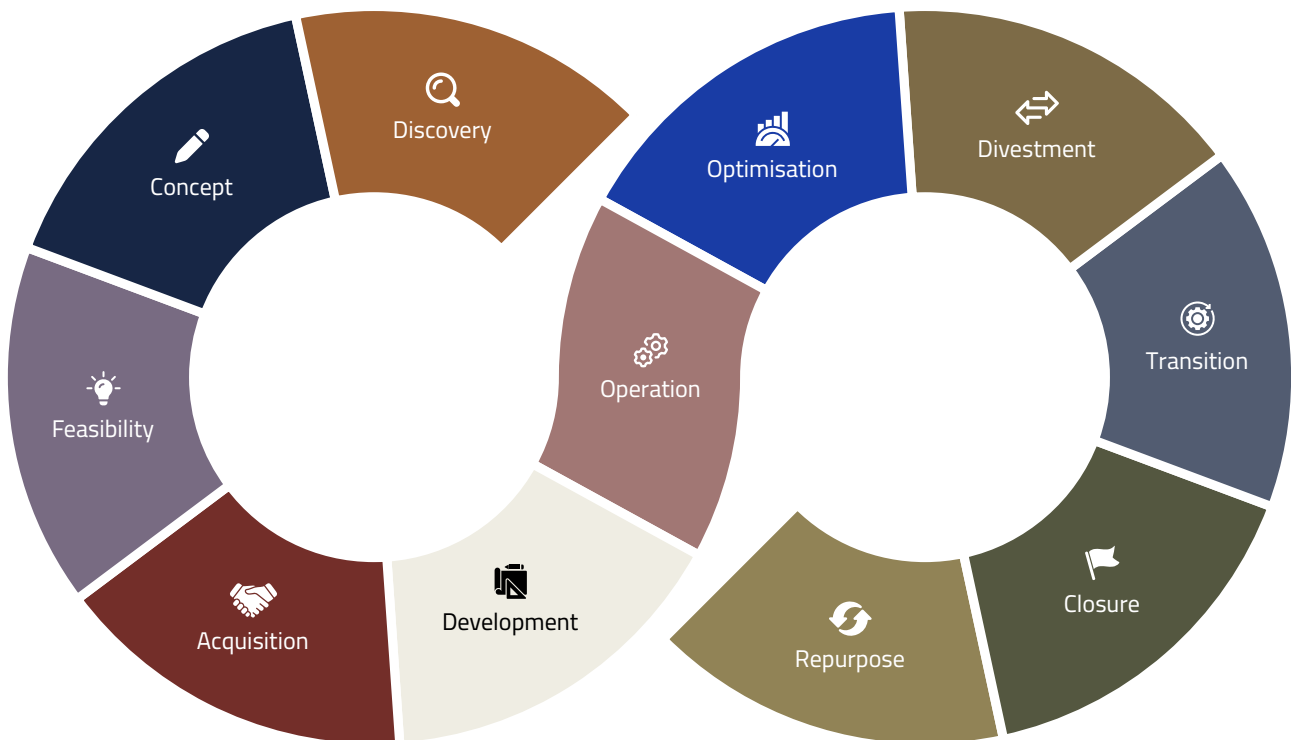 Discovery
Concept
Feasibility
Acquisition
Development
Operation
Optimisation
Divestment
Transition
Closure
Repurpose